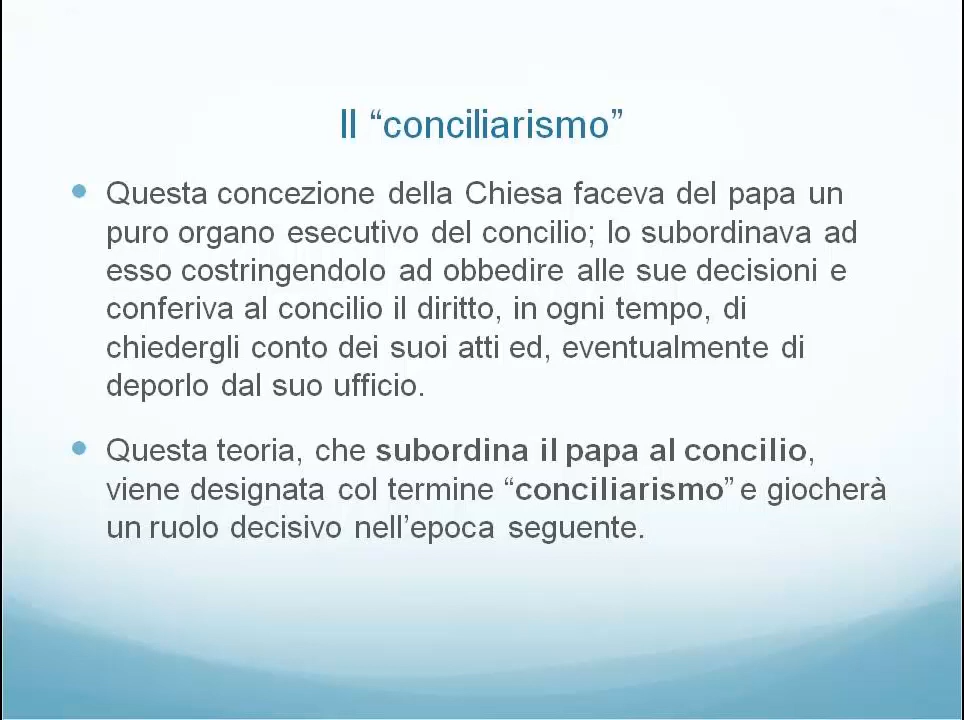 Il “conciliarismo”
Questa concezione della Chiesa faceva del papa un
puro organo esecutivo del concilio; lo subordinava ad
esso costringendolo ad obbedire alle sue decisioni e
conferiva al concilio il diritto, in ogni tempo, di
chiedergli conto dei suoi atti ed, eventualmente di
deporlo dal suo ufficio.
Questa teoria, che subordina il papa al concilio,
viene designata col termine “conciliarismo” e giocherà
un ruolo decisivo nell’epoca seguente.